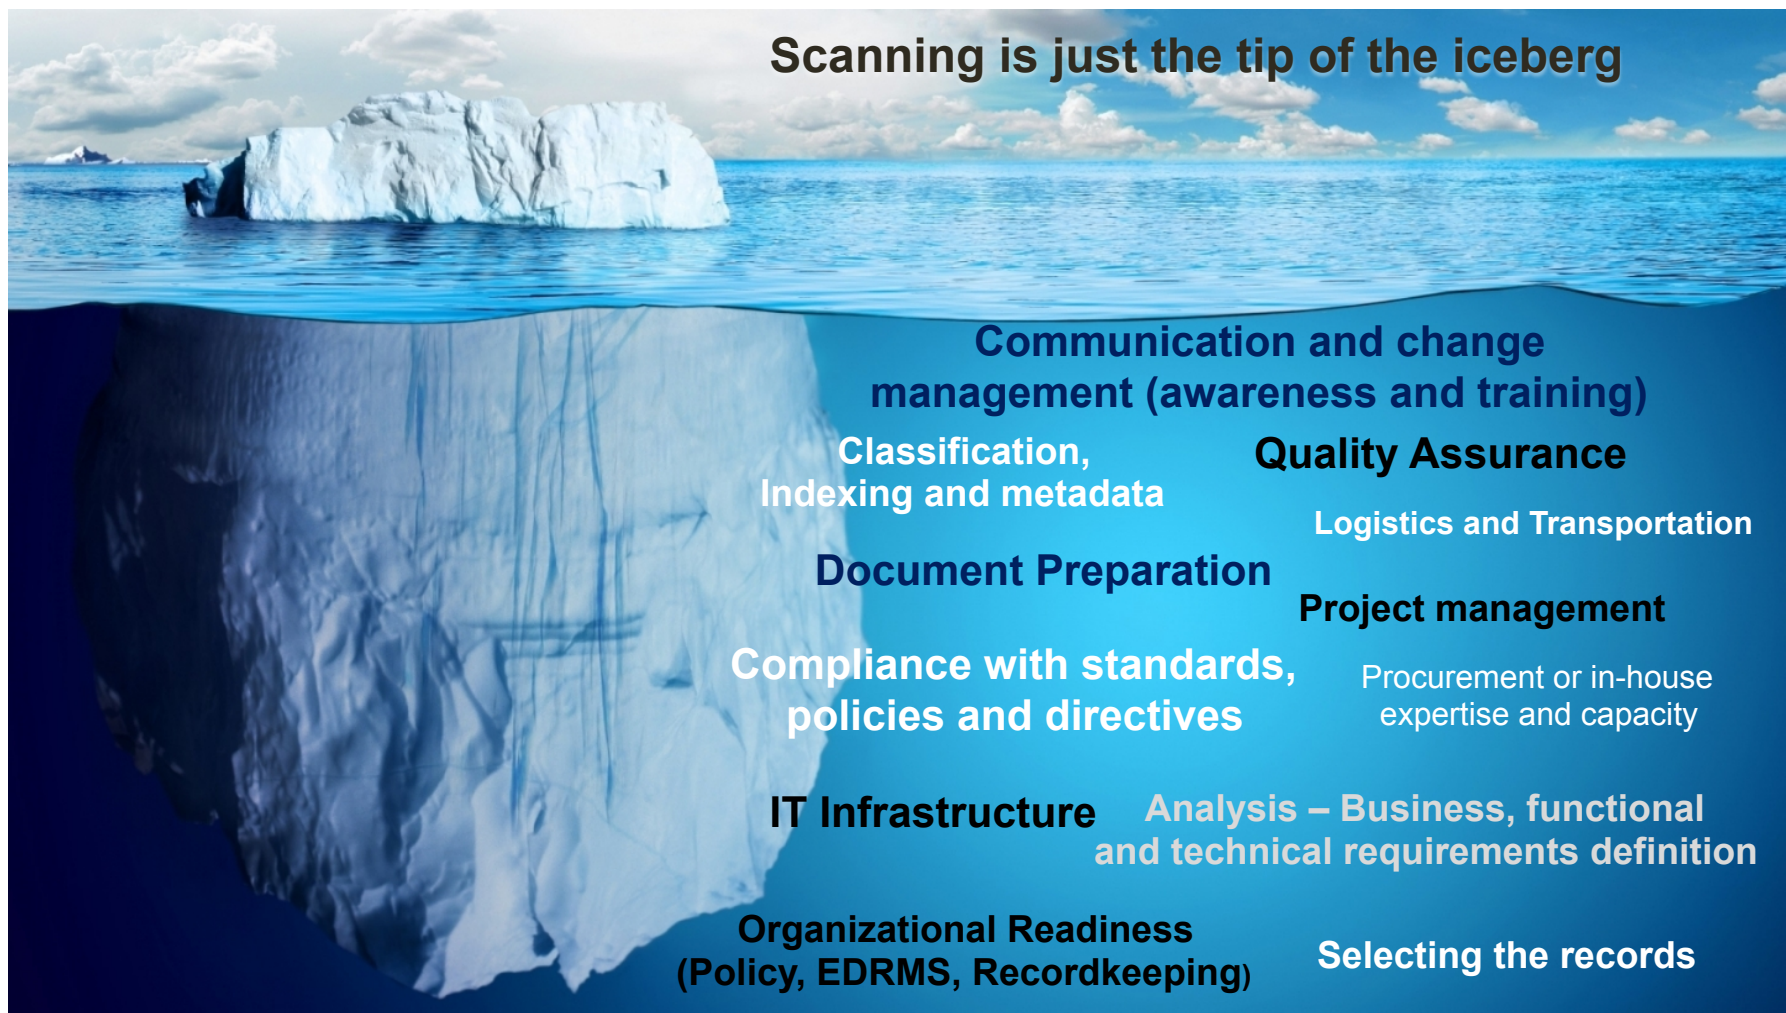 Scanning is just the tip of the iceberg
Communication and change
management (awareness and training)
Classification,
Indexing and metadata
Quality Assurance
Logistics and Transportation
Document Preparation
Project management
Compliance with standards,
policies and directives
Procurement or in-house
expertise and capacity
IT Infrastructure
Analysis – Business, functional
and technical requirements definition
Organizational Readiness
(Policy, EDRMS, Recordkeeping)
Selecting the records